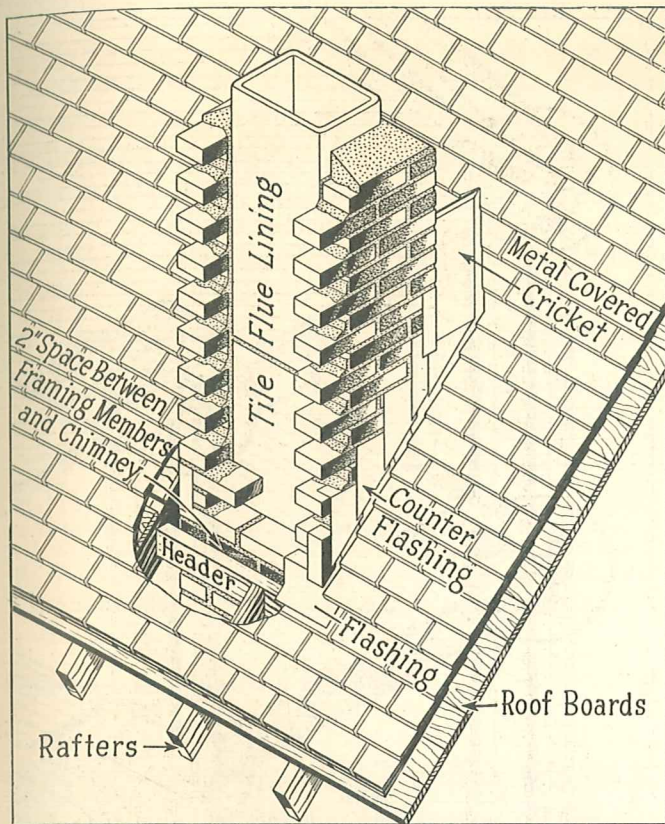 Tile Flue Lining
Metal Covered
Cricket
2" Space Between
Framing Members
and Chimney
Counter
Flashing
Header
Flashing
Roof Boards
Rafters